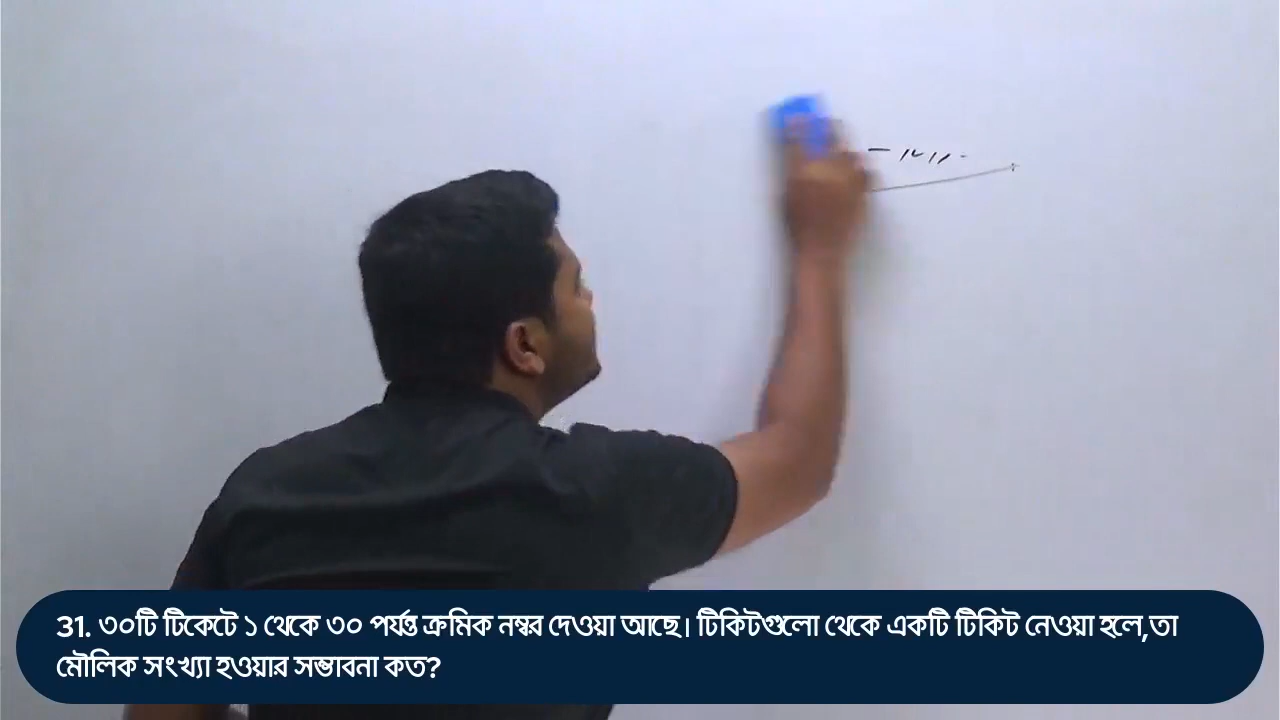 31. ৩০টি টিকেটে ১ থেকে ৩০ পর্যন্ত ক্রমিক নম্বর দেওয়া আছে। টিকিটগুলো থেকে একটি টিকিট নেওয়া হলে,তা
মৌলিক সংখ্যা হওয়ার সম্ভাবনা কত?